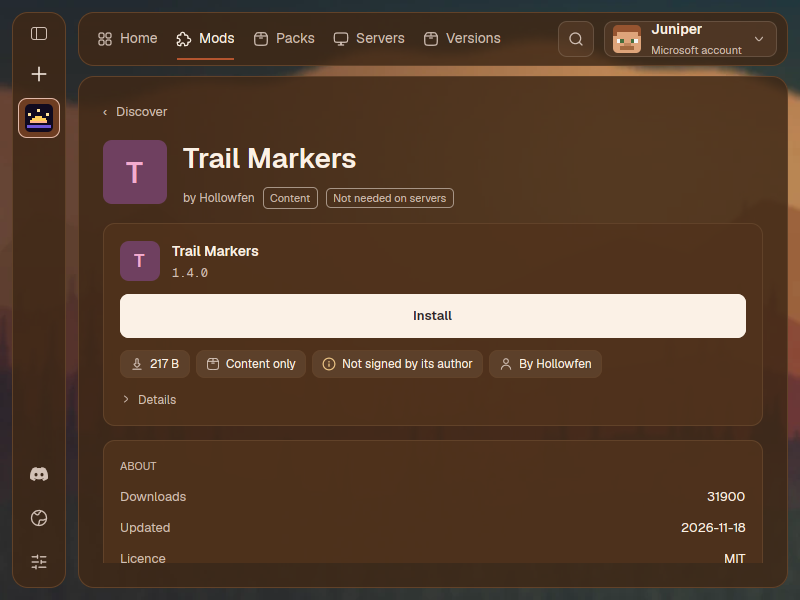 Home Mods Packs Servers Versions
Juniper
Microsoft account
‹ Discover
T
Trail Markers
by Hollowfen Content Not needed on servers
T
Trail Markers
1.4.0
Install
217 B Content only Not signed by its author By Hollowfen
Details
ABOUT
Downloads 31900
Updated 2026-11-18
Licence MIT